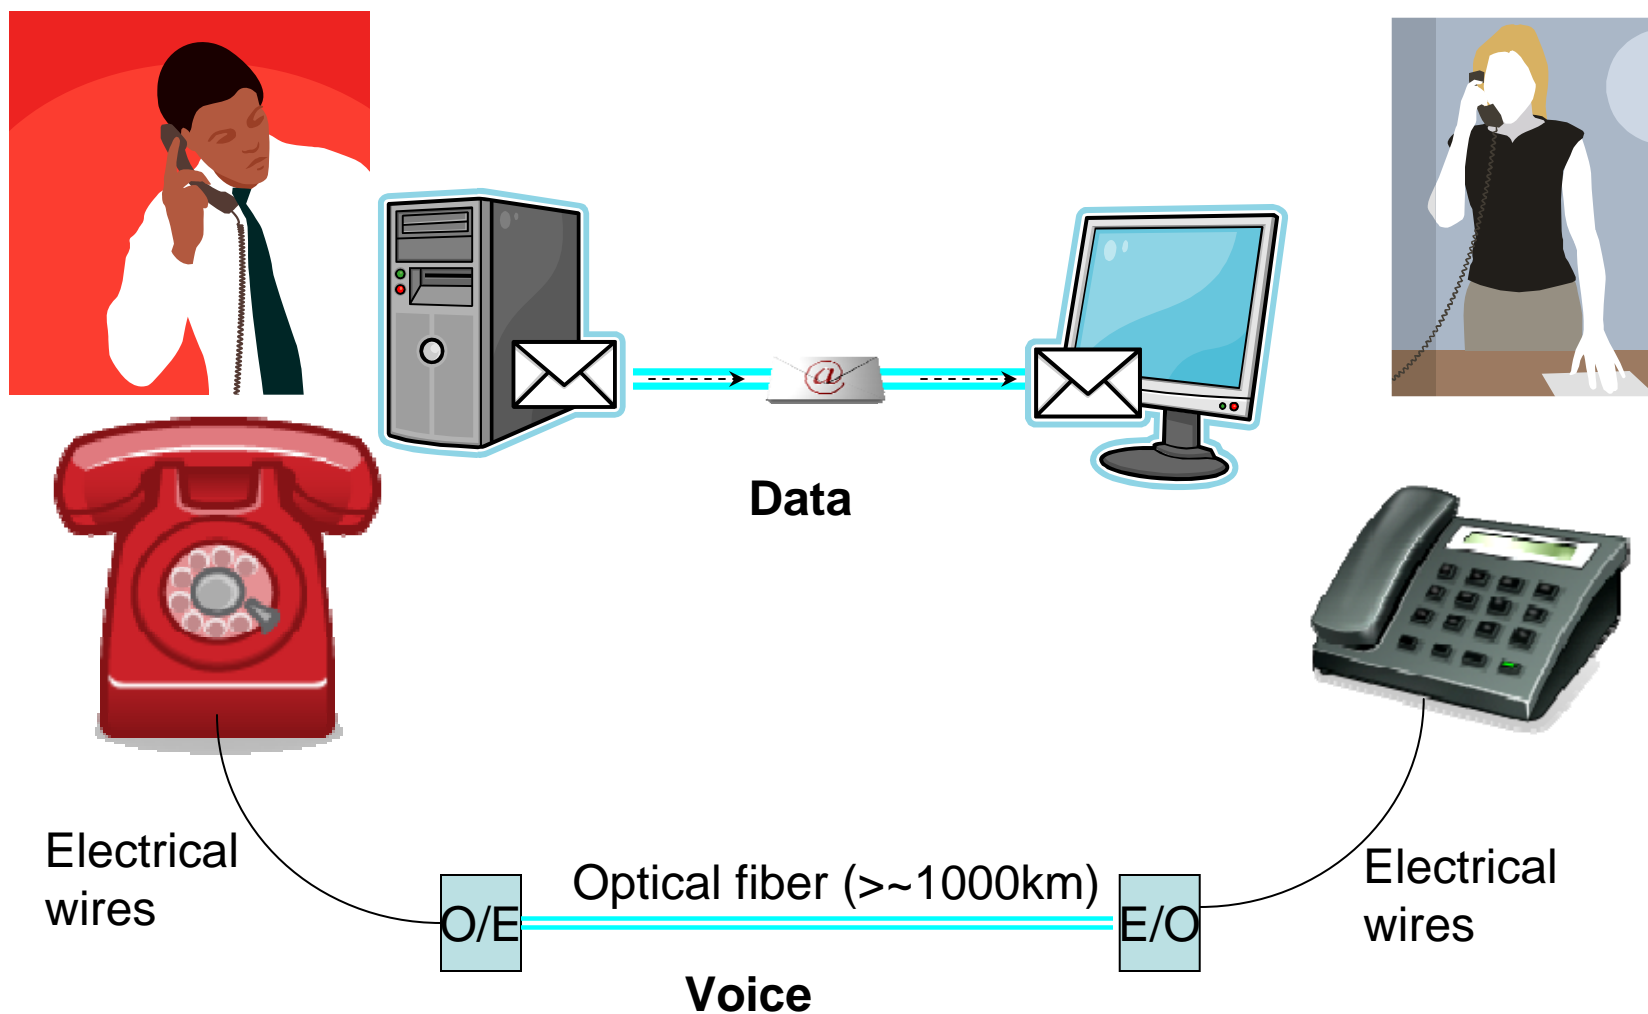 @
Data
Electrical
wires
O/E
Optical fiber (>~1000km)
E/O
Electrical
wires
Voice